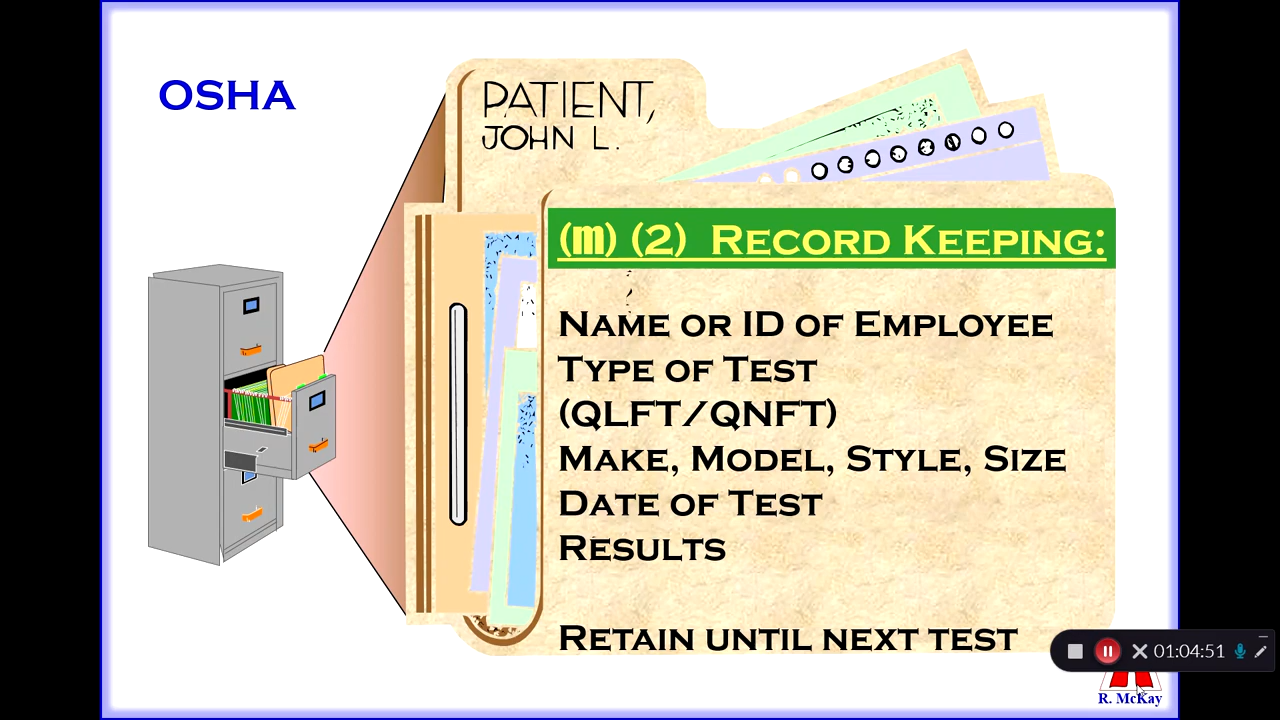 OSHA
PATIENT,
JOHN L.
(m) (2) Record Keeping:
Name or ID of Employee
Type of Test
(QLFT/QNFT)
Make, Model, Style, Size
Date of Test
Results
Retain until next test
01:04:51
R. McKay